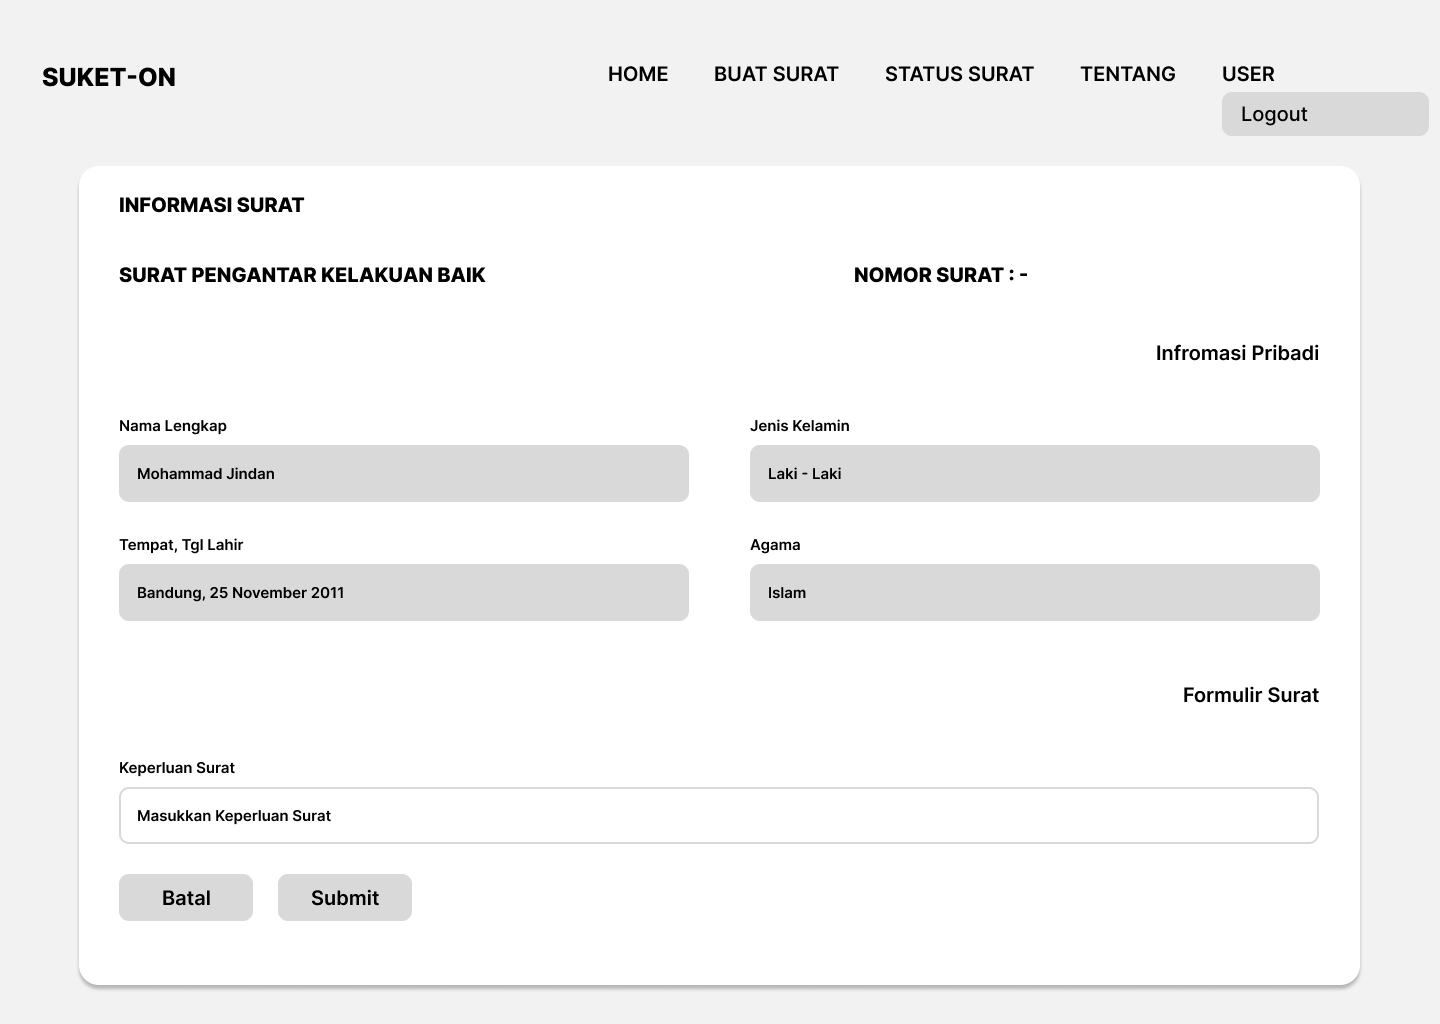 SUKET-ON
HOME BUAT SURAT STATUS SURAT TENTANG USER
Logout
INFORMASI SURAT
SURAT PENGANTAR KELAKUAN BAIK NOMOR SURAT : -
Infromasi Pribadi
Nama Lengkap Jenis Kelamin
Mohammad Jindan Laki - Laki
Tempat, Tgl Lahir Agama
Bandung, 25 November 2011 Islam
Formulir Surat
Keperluan Surat
Masukkan Keperluan Surat
Batal Submit